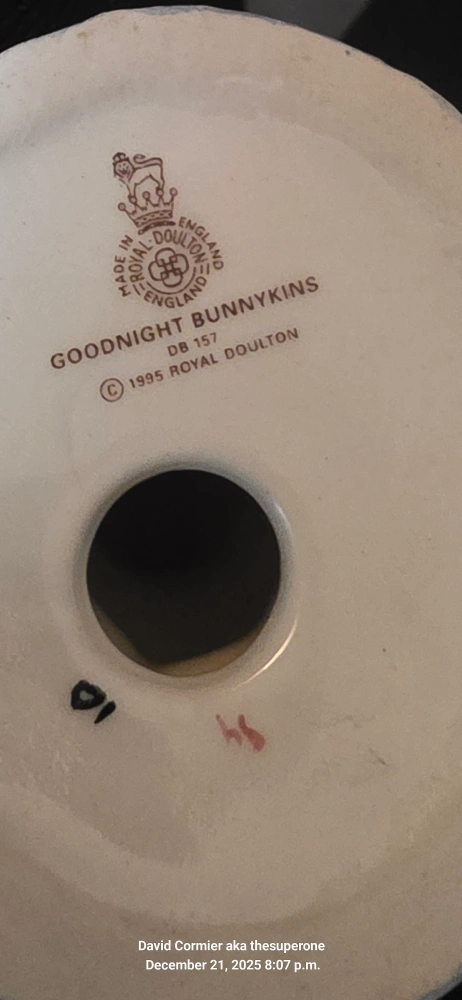 MADE IN ENGLAND
ROYAL·DOULTON
ENGLAND
GOODNIGHT BUNNYKINS
DB 157
© 1995 ROYAL DOULTON
David Cormier aka thesuperone
December 21, 2025 8:07 p.m.